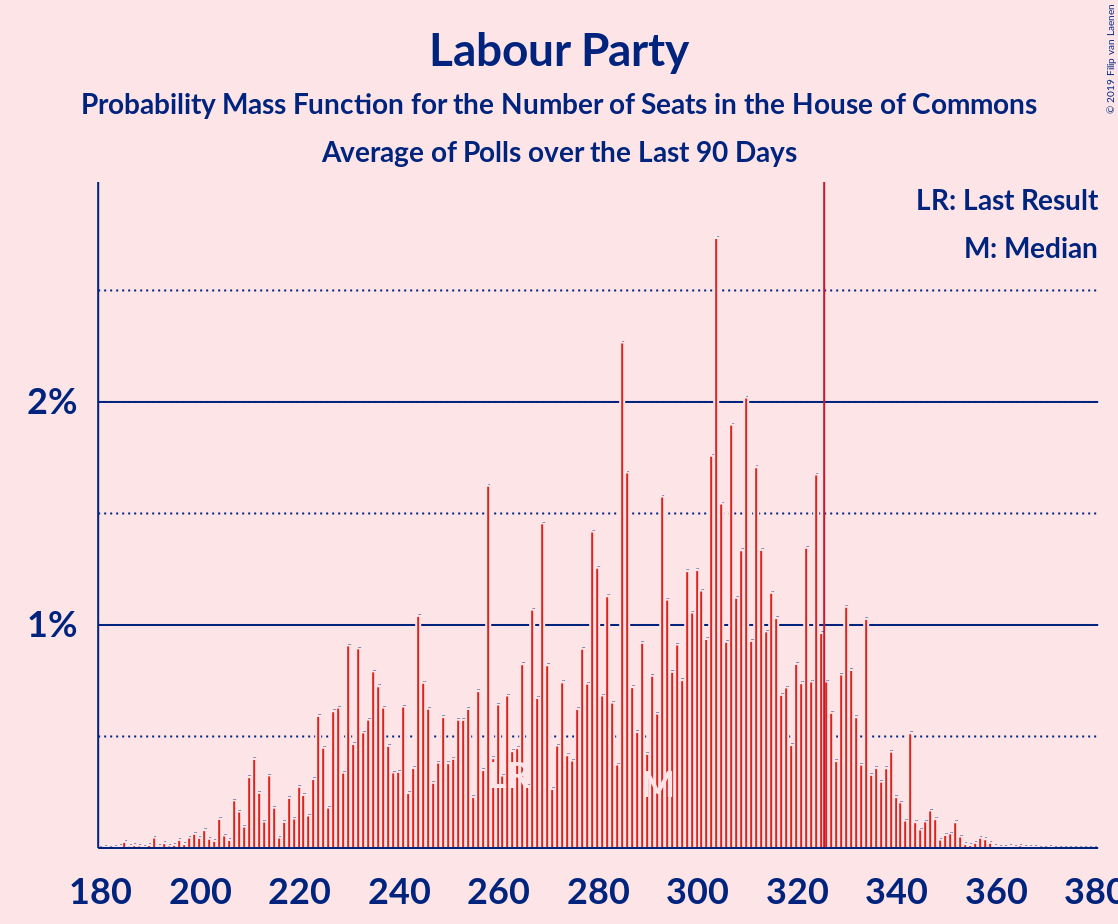 Labour Party
Probability Mass Function for the Number of Seats in the House of Commons
Average of Polls over the Last 90 Days
© 2019 Filip van Laenen
LR: Last Result
M: Median
2%
1%
LR
M
180 200 220 240 260 280 300 320 340 360 380